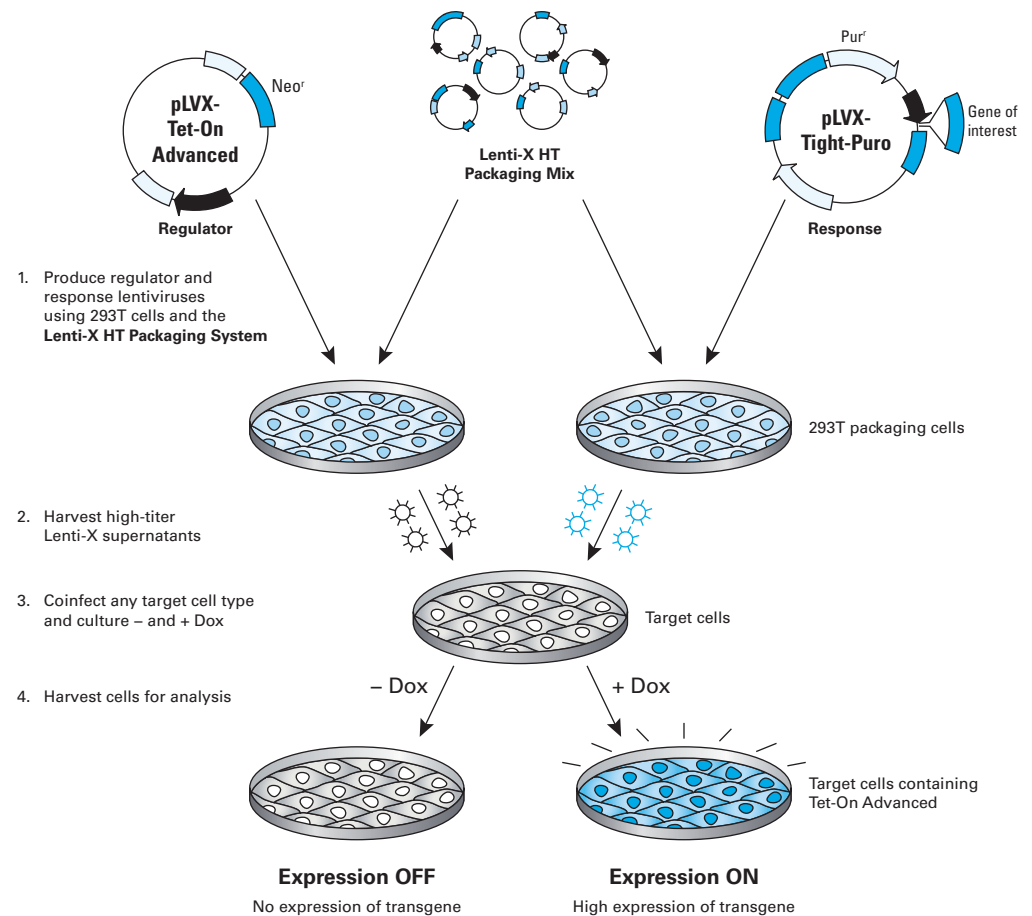 pLVX-
Tet-On
Advanced
Neoʳ
Regulator
Lenti-X HT
Packaging Mix
Purʳ
pLVX-
Tight-Puro
Gene of
interest
Response
1. Produce regulator and
response lentiviruses
using 293T cells and the
Lenti-X HT Packaging System
293T packaging cells
2. Harvest high-titer
Lenti-X supernatants
3. Coinfect any target cell type
and culture – and + Dox
Target cells
4. Harvest cells for analysis
– Dox
+ Dox
Target cells containing
Tet-On Advanced
Expression OFF
No expression of transgene
Expression ON
High expression of transgene